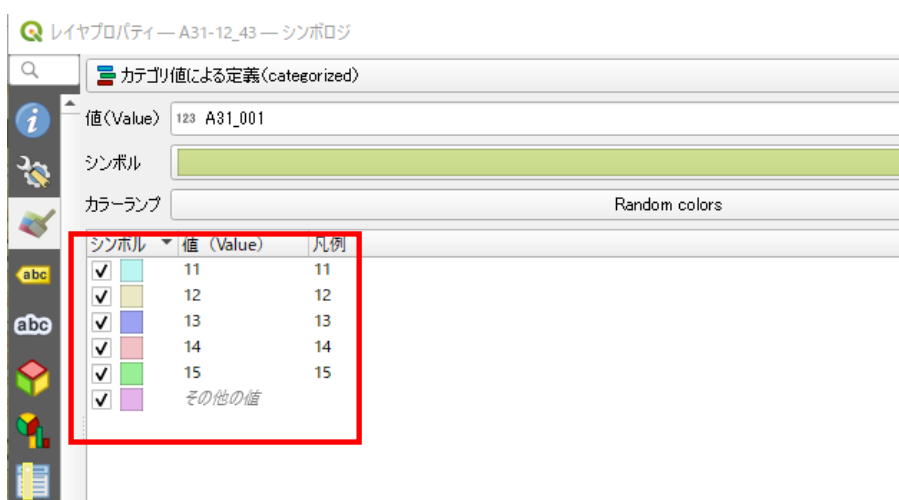 レイヤプロパティ — A31-12_43 — シンボロジ
カテゴリ値による定義(categorized)
値(Value) 123 A31_001
シンボル
カラーランプ Random colors
シンボル 値 (Value) 凡例
11 11
12 12
13 13
14 14
15 15
その他の値
abc
abc